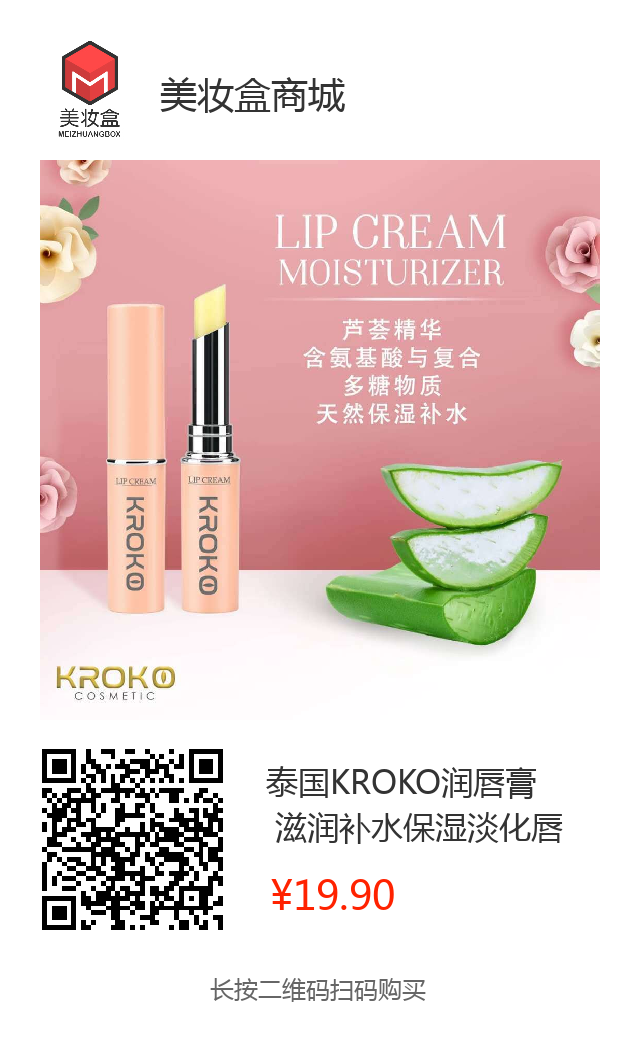 美妆盒
MEIZHUANGBOX
美妆盒商城
LIP CREAM
MOISTURIZER
芦荟精华
含氨基酸与复合
多糖物质
天然保湿补水
LIP CREAM
KROKO
LIP CREAM
KROKO
KROKO
COSMETIC
泰国KROKO润唇膏
滋润补水保湿淡化唇
¥19.90
长按二维码扫码购买